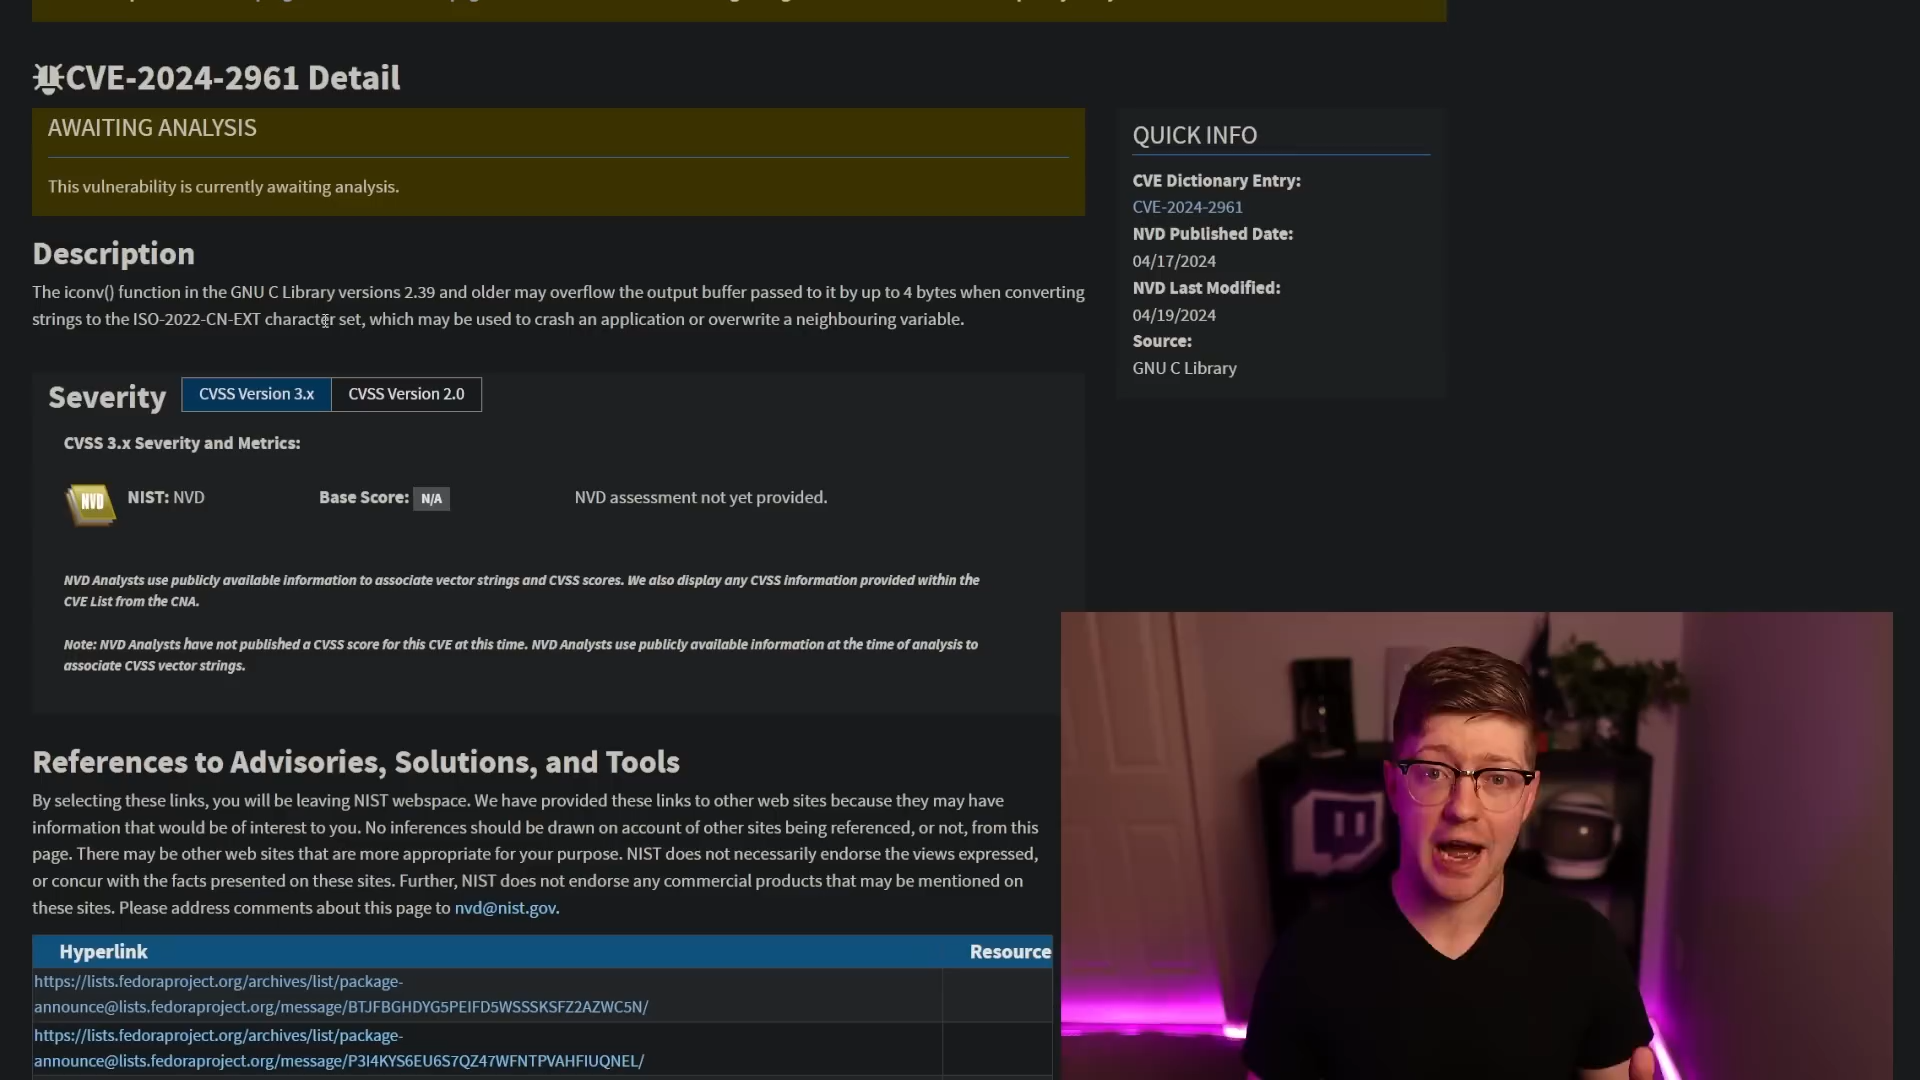 CVE-2024-2961 Detail
AWAITING ANALYSIS
This vulnerability is currently awaiting analysis.
Description
The iconv() function in the GNU C Library versions 2.39 and older may overflow the output buffer passed to it by up to 4 bytes when converting
strings to the ISO-2022-CN-EXT character set, which may be used to crash an application or overwrite a neighbouring variable.
QUICK INFO
CVE Dictionary Entry:
CVE-2024-2961
NVD Published Date:
04/17/2024
NVD Last Modified:
04/19/2024
Source:
GNU C Library
Severity
CVSS Version 3.x
CVSS Version 2.0
CVSS 3.x Severity and Metrics:
NVD
NIST: NVD
Base Score: N/A
NVD assessment not yet provided.
NVD Analysts use publicly available information to associate vector strings and CVSS scores. We also display any CVSS information provided within the
CVE List from the CNA.
Note: NVD Analysts have not published a CVSS score for this CVE at this time. NVD Analysts use publicly available information at the time of analysis to
associate CVSS vector strings.
References to Advisories, Solutions, and Tools
By selecting these links, you will be leaving NIST webspace. We have provided these links to other web sites because they may have
information that would be of interest to you. No inferences should be drawn on account of other sites being referenced, or not, from this
page. There may be other web sites that are more appropriate for your purpose. NIST does not necessarily endorse the views expressed,
or concur with the facts presented on these sites. Further, NIST does not endorse any commercial products that may be mentioned on
these sites. Please address comments about this page to nvd@nist.gov.
Hyperlink
Resource
https://lists.fedoraproject.org/archives/list/package-
announce@lists.fedoraproject.org/message/BTJFBGHDYG5PEIFD5WSSSKSFZ2AZWC5N/
https://lists.fedoraproject.org/archives/list/package-
announce@lists.fedoraproject.org/message/P3I4KYS6EU6S7QZ47WFNTPVAHFIUQNEL/